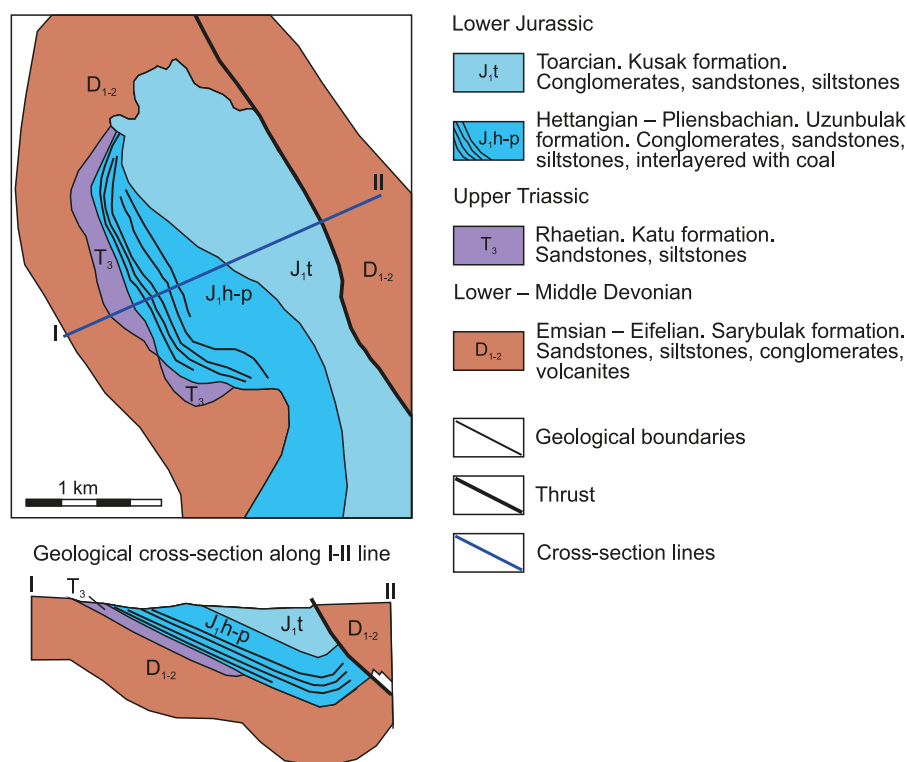 D₁₋₂
II
T₃
J₁t
J₁h-p
D₁₋₂
I
T₃
1 km
Geological cross-section along I-II line
I
II
T₃
J₁h-p
J₁t
D₁₋₂
D₁₋₂
Lower Jurassic
J₁t
Toarcian. Kusak formation.
Conglomerates, sandstones, siltstones
J₁h-p
Hettangian – Pliensbachian. Uzunbulak
formation. Conglomerates, sandstones,
siltstones, interlayered with coal
Upper Triassic
T₃
Rhaetian. Katu formation.
Sandstones, siltstones
Lower – Middle Devonian
D₁₋₂
Emsian – Eifelian. Sarybulak formation.
Sandstones, siltstones, conglomerates,
volcanites
Geological boundaries
Thrust
Cross-section lines